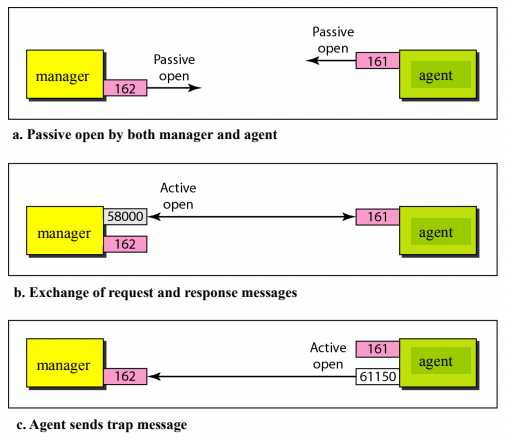 Passive
open
161
manager
Passive
open
agent
162
a. Passive open by both manager and agent
Active
open
58000
161
manager
agent
162
b. Exchange of request and response messages
Active
open
161
manager
agent
162
61150
c. Agent sends trap message